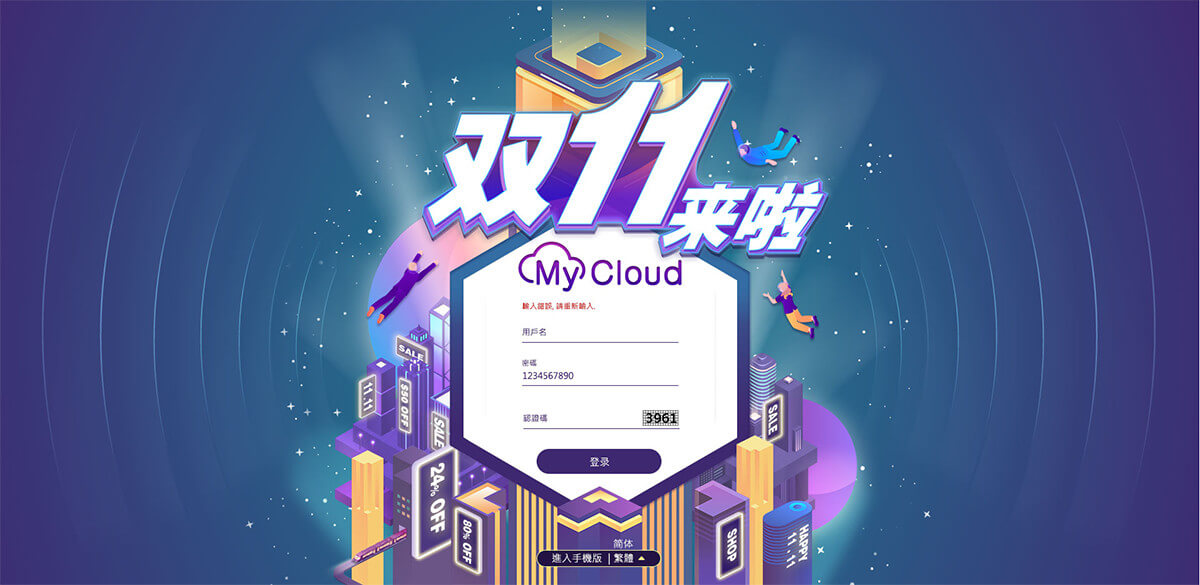 双11
来啦
My Cloud
輸入錯誤, 請重新輸入.
用戶名
密碼
1234567890
認證碼
3961
登录
SALE
11.11
$50 OFF
SALE
24% OFF
80% OFF
SALE
SHOP
HAPPY
11.11
简体
進入手機版 | 繁體